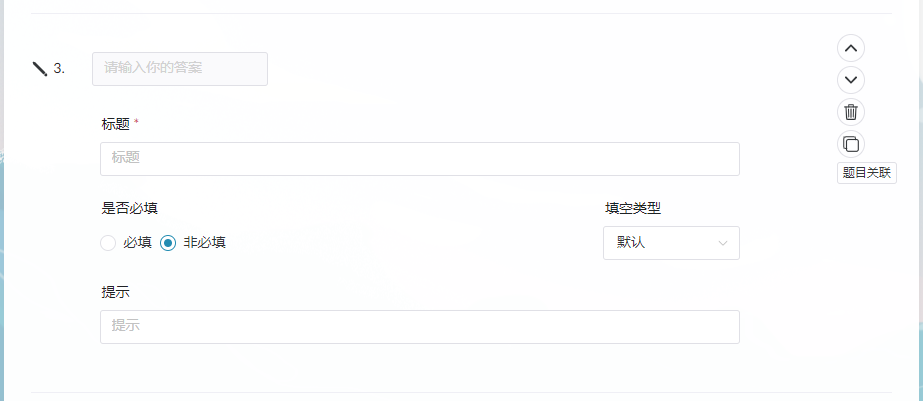 3. 请输入你的答案
标题 *
标题
是否必填
填空类型
必填 非必填
默认
提示
提示
题目关联